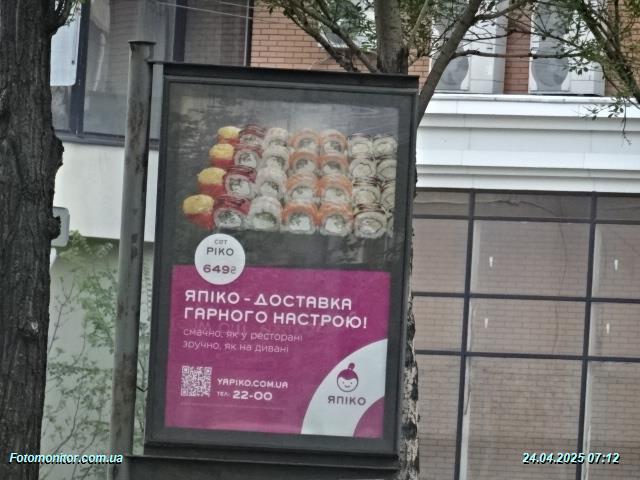 СЕТ
РІКО
649₴
ЯПІКО - ДОСТАВКА
ГАРНОГО НАСТРОЮ!
смачно, як у ресторані
зручно, як на дивані
YAPIKO.COM.UA
ТЕЛ: 22-00
ЯПІКО
Fotomonitor.com.ua
24.04.2025 07:12